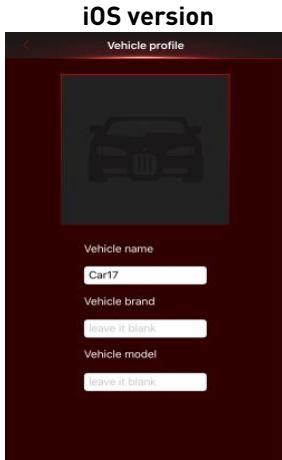 iOS version
Vehicle profile
Vehicle name
Car17
Vehicle brand
leave it blank
Vehicle model
leave it blank